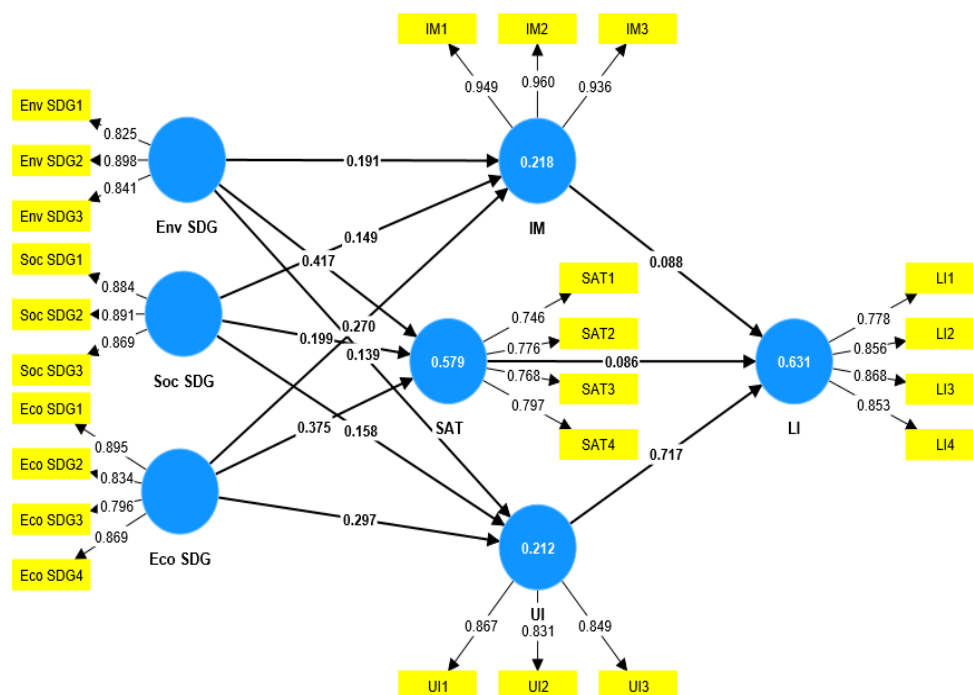 IM1
IM2
IM3
0.949
0.960
0.936
Env SDG1
Env SDG2
Env SDG3
0.825
0.898
0.841
Env SDG
0.191
0.218
IM
Soc SDG1
Soc SDG2
Soc SDG3
0.884
0.891
0.869
Soc SDG
0.417
0.149
0.088
0.270
0.199
0.139
0.579
SAT
SAT1
SAT2
SAT3
SAT4
0.746
0.776
0.768
0.797
0.086
0.631
LI
LI1
LI2
LI3
LI4
0.778
0.856
0.868
0.853
Eco SDG1
Eco SDG2
Eco SDG3
Eco SDG4
0.895
0.834
0.796
0.869
Eco SDG
0.375
0.158
0.297
0.717
0.212
UI
0.867
0.831
0.849
UI1
UI2
UI3